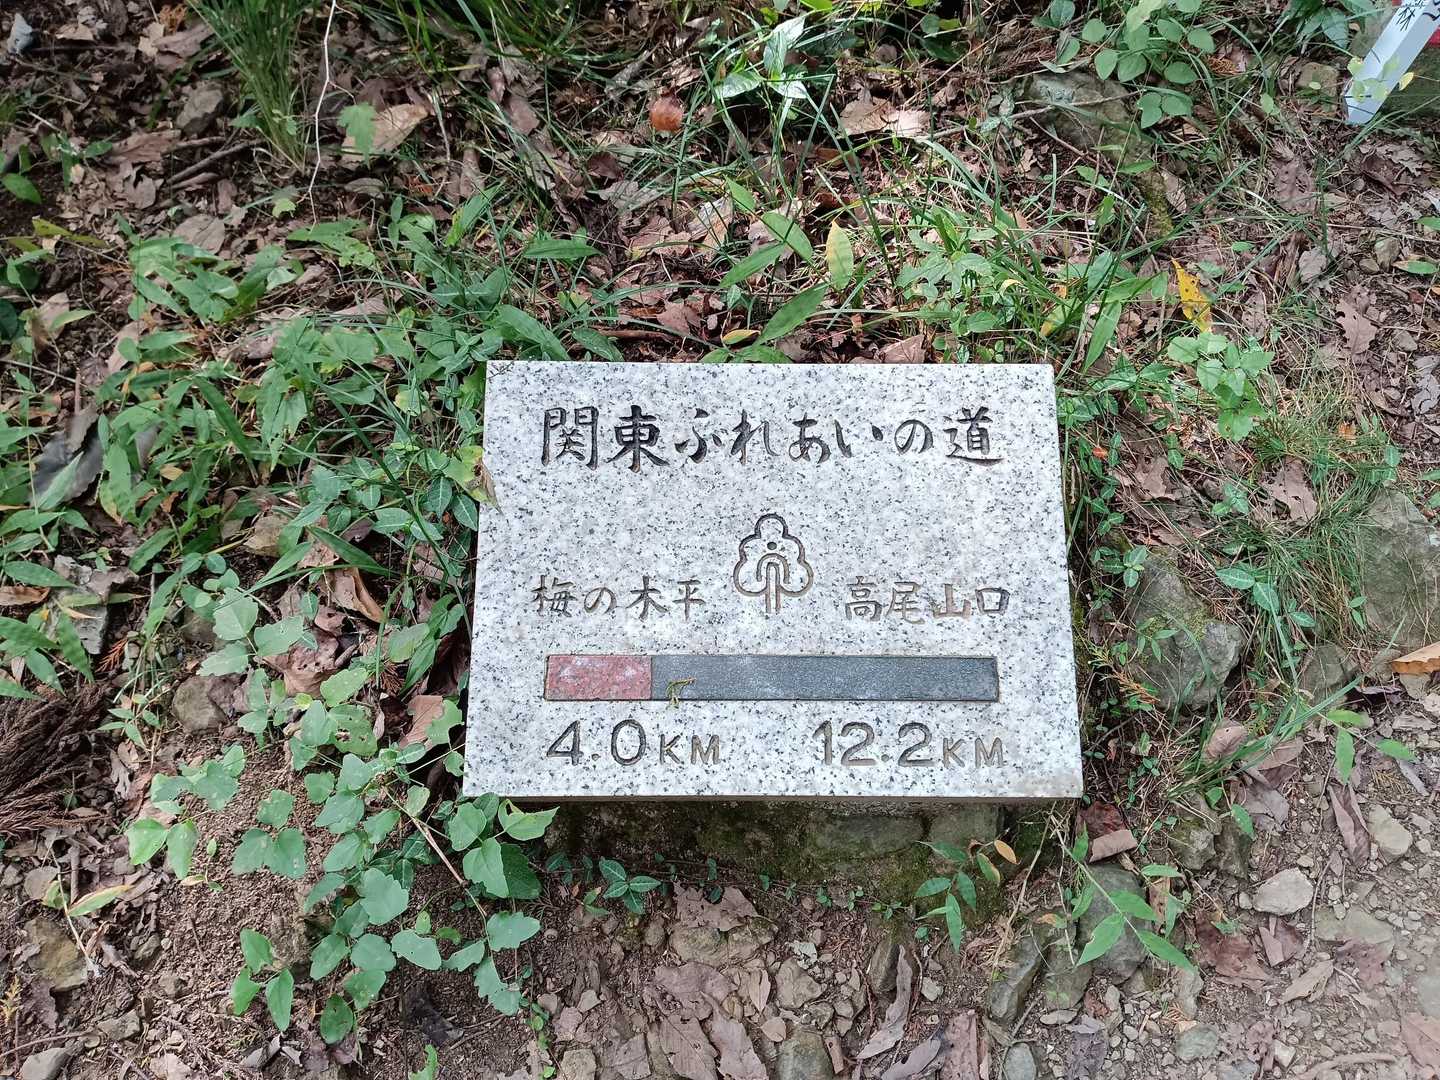 関東ふれあいの道
梅の木平 高尾山口
4.0KM 12.2KM